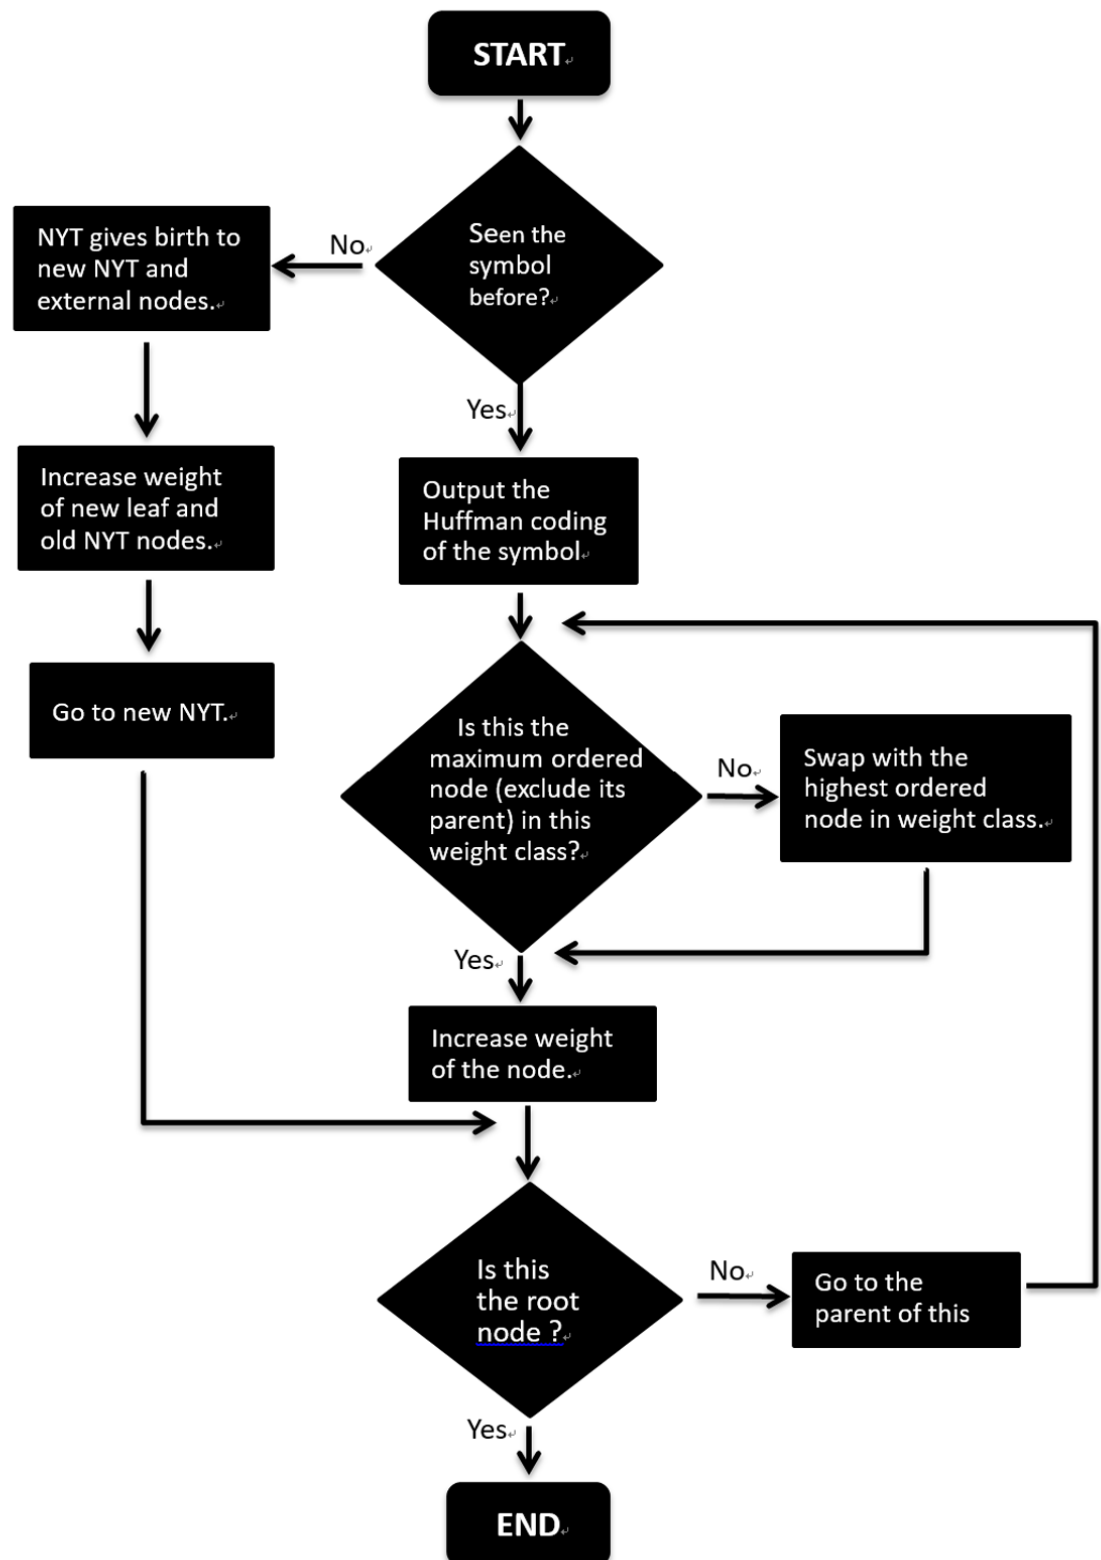 START
Seen the
symbol
before?
No
NYT gives birth to
new NYT and
external nodes.
Increase weight
of new leaf and
old NYT nodes.
Go to new NYT.
Yes
Output the
Huffman coding
of the symbol
Is this the
maximum ordered
node (exclude its
parent) in this
weight class?
No
Swap with the
highest ordered
node in weight class.
Yes
Increase weight
of the node.
Is this
the root
node ?
No
Go to the
parent of this
Yes
END